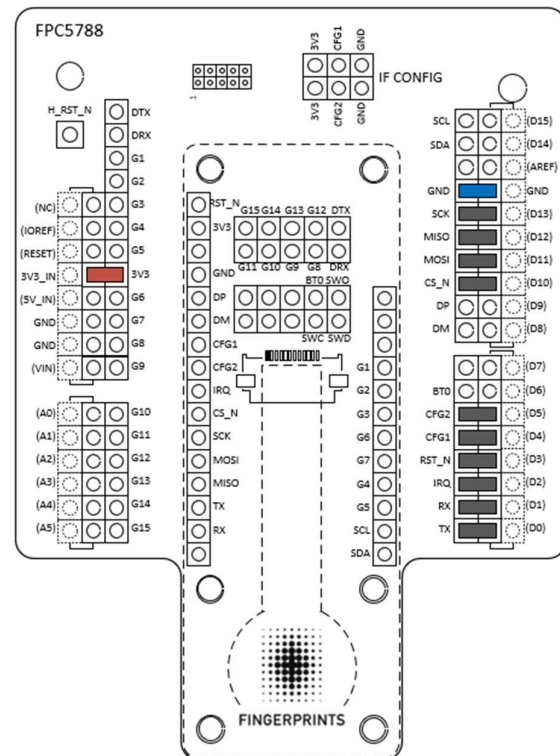 FPC5788
3V3 CFG1 GND
IF CONFIG
3V3 CFG2 GND
1
H_RST_N
DTX
DRX
G1
G2
(NC) G3
(IOREF) G4
(RESET) G5
3V3_IN 3V3
(5V_IN) G6
GND G7
GND G8
(VIN) G9
(A0) G10
(A1) G11
(A2) G12
(A3) G13
(A4) G14
(A5) G15
RST_N
3V3
GND
DP
DM
CFG1
CFG2
IRQ
CS_N
SCK
MOSI
MISO
TX
RX
G15 G14 G13 G12 DTX
G11 G10 G9 G8 DRX
BT0 SWO
SWC SWD
G1
G2
G3
G6
G7
G4
G5
SCL
SDA
SCL (D15)
SDA (D14)
(AREF)
GND GND
SCK (D13)
MISO (D12)
MOSI (D11)
CS_N (D10)
DP (D9)
DM (D8)
(D7)
BT0 (D6)
CFG2 (D5)
CFG1 (D4)
RST_N (D3)
IRQ (D2)
RX (D1)
TX (D0)
FINGERPRINTS